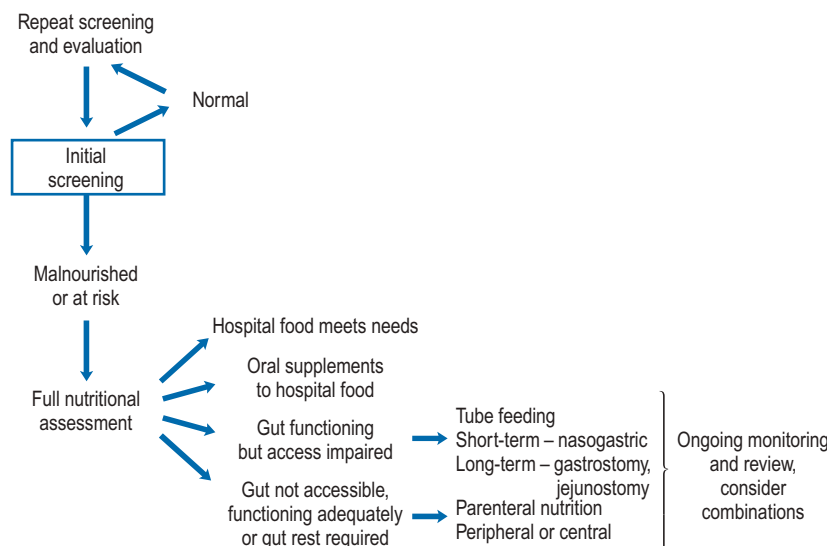 Repeat screening
and evaluation
Normal
Initial
screening
Malnourished
or at risk
Full nutritional
assessment
Hospital food meets needs
Oral supplements
to hospital food
Gut functioning
but access impaired
Gut not accessible,
functioning adequately
or gut rest required
Tube feeding
Short-term – nasogastric
Long-term – gastrostomy,
jejunostomy
Parenteral nutrition
Peripheral or central
Ongoing monitoring
and review,
consider
combinations